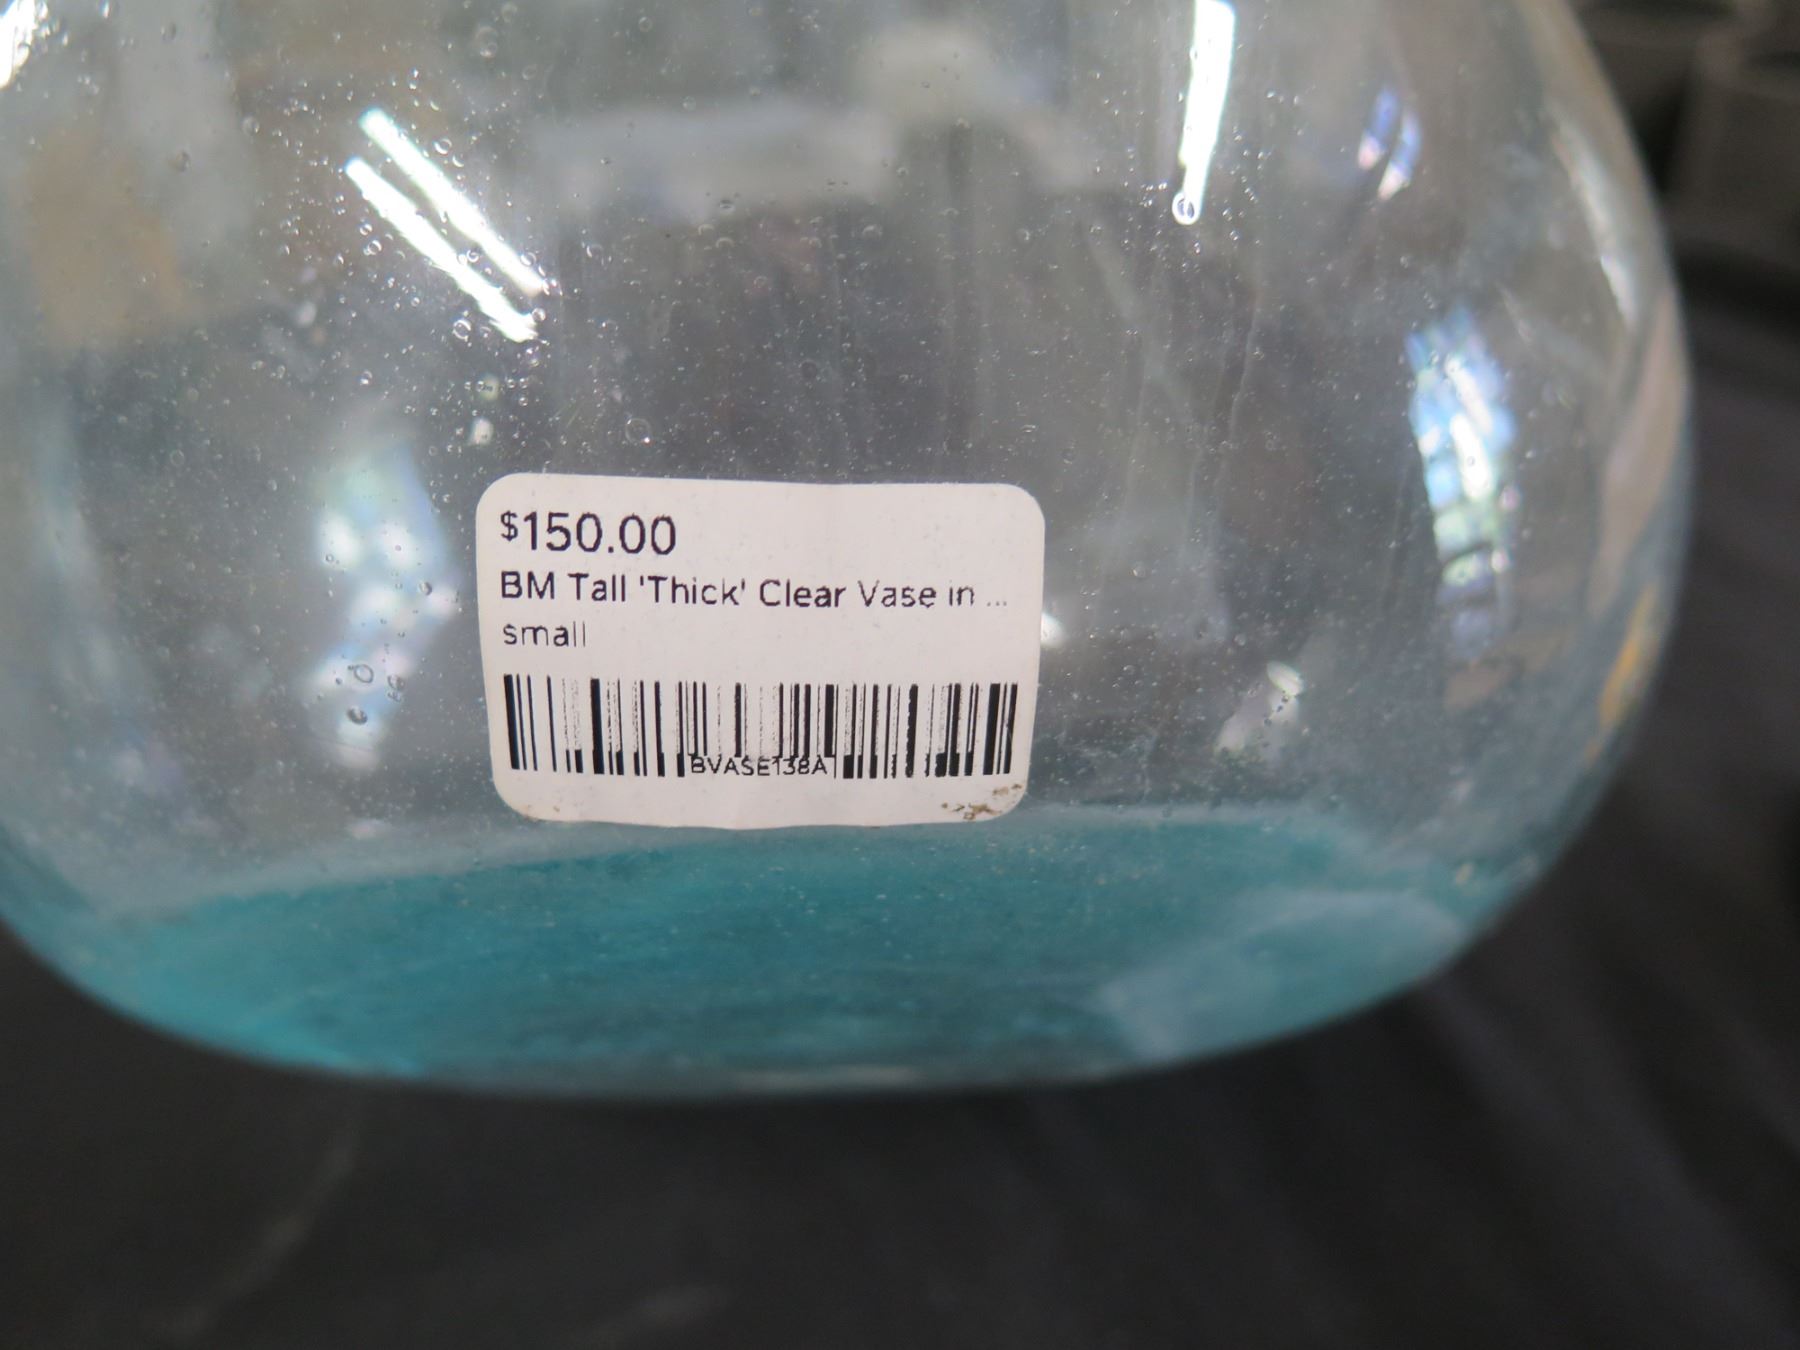 $150.00
BM Tall 'Thick' Clear Vase in ...
small
BVASE138A